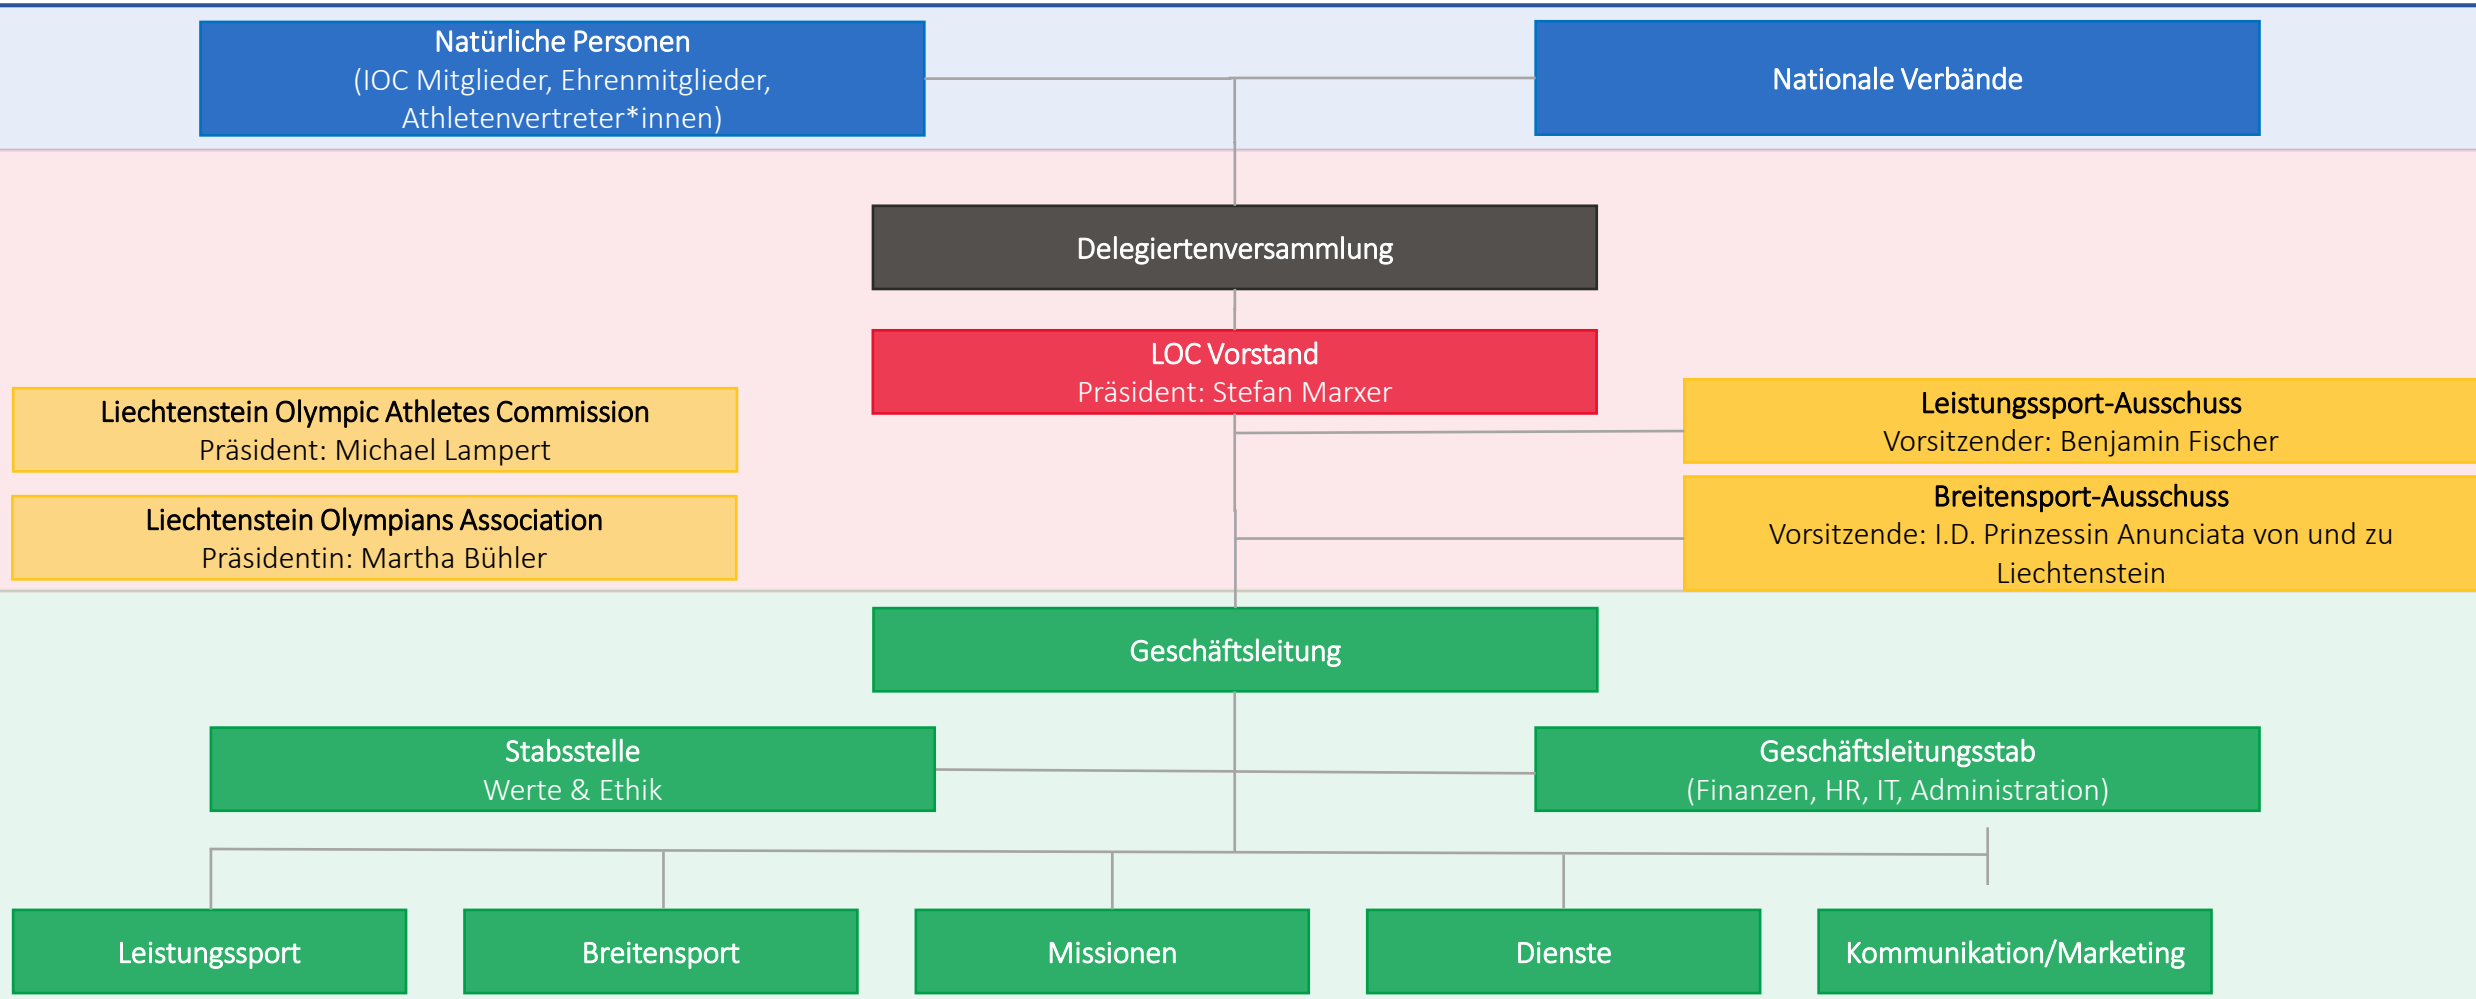 Natürliche Personen
(IOC Mitglieder, Ehrenmitglieder,
Athletenvertreter*innen)
Nationale Verbände
Delegiertenversammlung
LOC Vorstand
Präsident: Stefan Marxer
Liechtenstein Olympic Athletes Commission
Präsident: Michael Lampert
Leistungssport-Ausschuss
Vorsitzender: Benjamin Fischer
Liechtenstein Olympians Association
Präsidentin: Martha Bühler
Breitensport-Ausschuss
Vorsitzende: I.D. Prinzessin Anunciata von und zu
Liechtenstein
Geschäftsleitung
Stabsstelle
Werte & Ethik
Geschäftsleitungsstab
(Finanzen, HR, IT, Administration)
Leistungssport
Breitensport
Missionen
Dienste
Kommunikation/Marketing